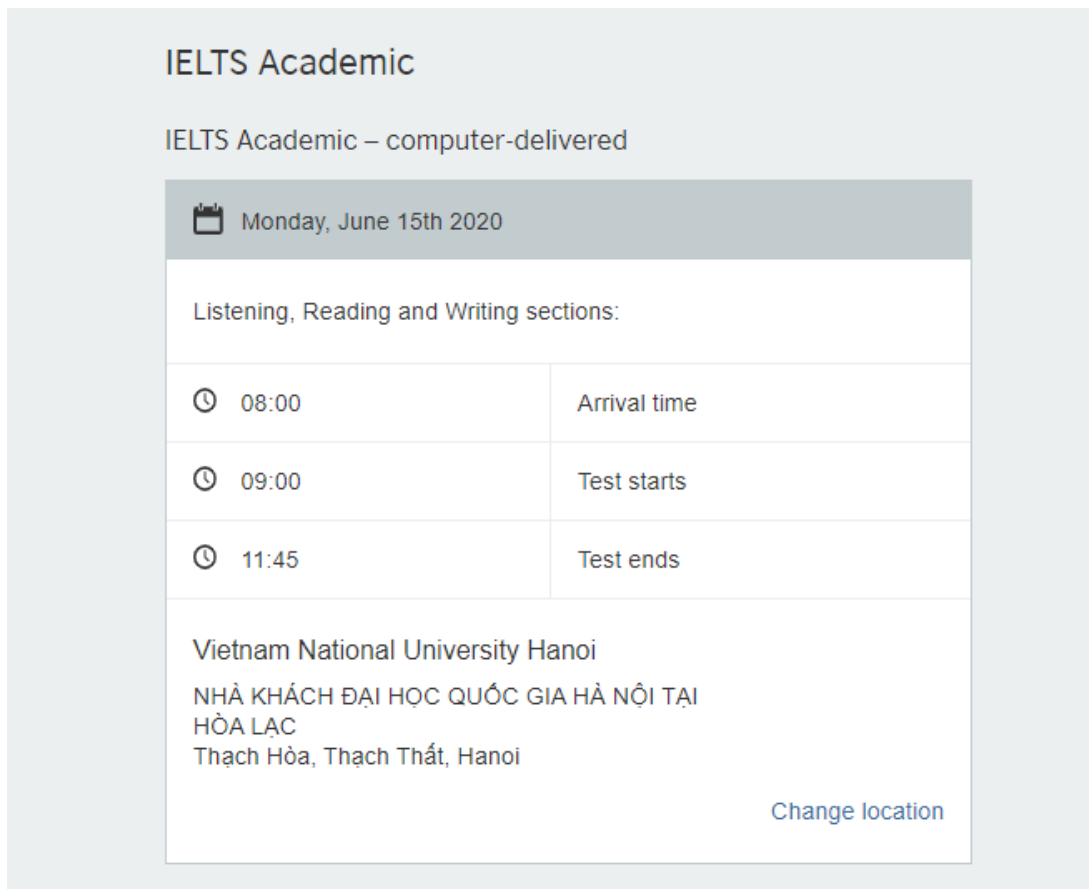 IELTS Academic
IELTS Academic – computer-delivered
Monday, June 15th 2020
Listening, Reading and Writing sections:
08:00 Arrival time
09:00 Test starts
11:45 Test ends
Vietnam National University Hanoi
NHÀ KHÁCH ĐẠI HỌC QUỐC GIA HÀ NỘI TẠI
HÒA LẠC
Thạch Hòa, Thạch Thất, Hanoi
Change location